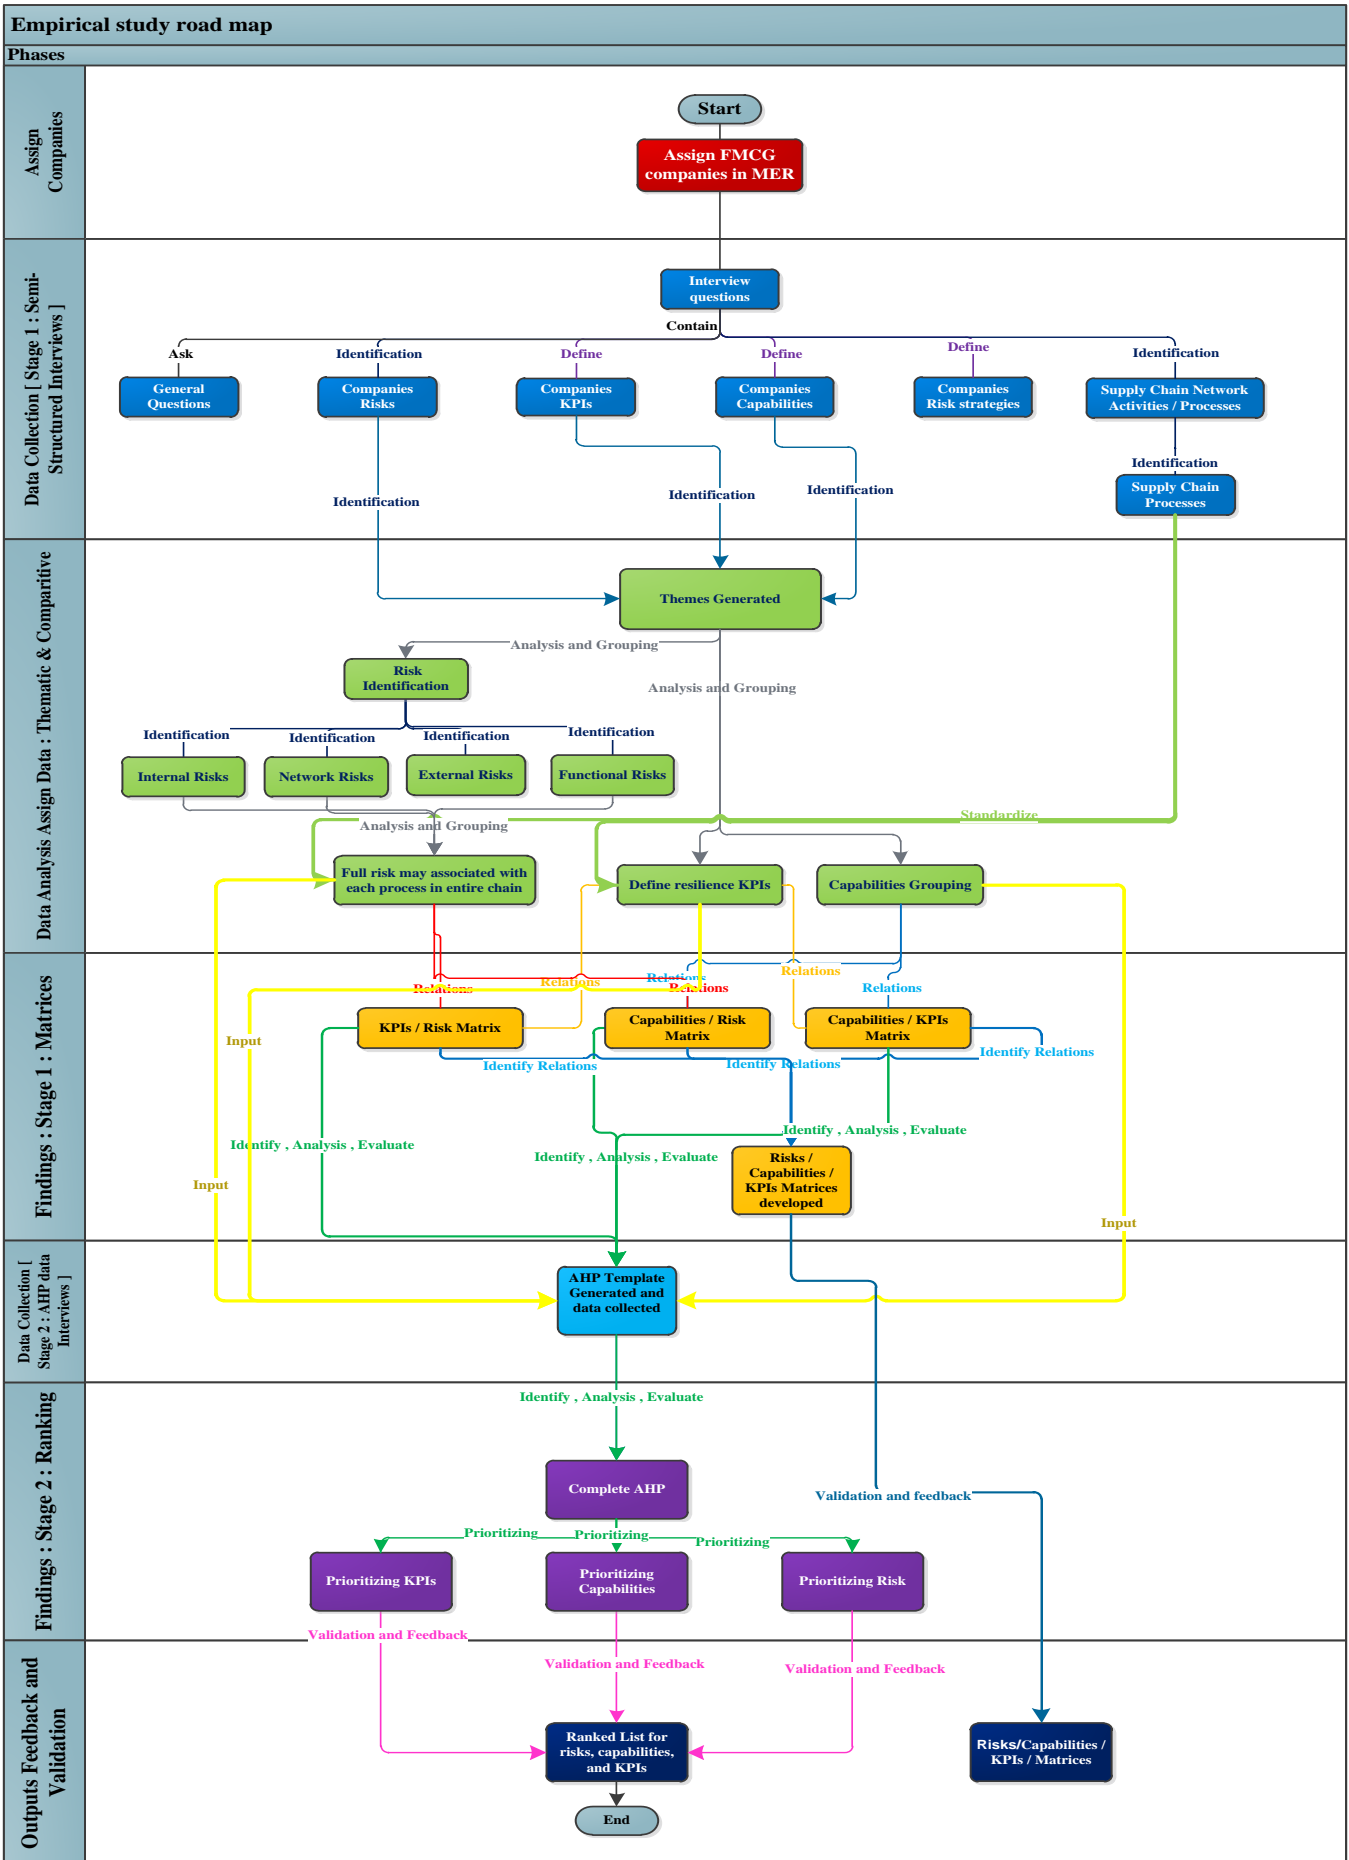 Empirical study road map
Phases
Assign
Companies
Start
Assign FMCG
companies in MER
Data Collection [ Stage 1 : Semi-
Structured Interviews ]
Interview
questions
Contain
Ask
Identification
Define
Define
Define
Identification
General
Questions
Companies
Risks
Companies
KPIs
Companies
Capabilities
Companies
Risk strategies
Supply Chain Network
Activities / Processes
Identification
Supply Chain
Processes
Identification
Identification
Identification
Data Analysis Assign Data : Thematic & Comparitive
Themes Generated
Analysis and Grouping
Risk
Identification
Analysis and Grouping
Identification
Identification
Identification
Identification
Internal Risks
Network Risks
External Risks
Functional Risks
Standardize
Analysis and Grouping
Full risk may associated with
each process in entire chain
Define resilience KPIs
Capabilities Grouping
Findings : Stage 1 : Matrices
Relations
Relations
Relations
Relations
Relations
Relations
KPIs / Risk Matrix
Capabilities / Risk
Matrix
Capabilities / KPIs
Matrix
Input
Identify Relations
Identify Relations
Identify Relations
Identify , Analysis , Evaluate
Identify , Analysis , Evaluate
Identify , Analysis , Evaluate
Risks /
Capabilities /
KPIs Matrices
developed
Input
Input
Data Collection [
Stage 2 : AHP data
Interviews ]
AHP Template
Generated and
data collected
Findings : Stage 2 : Ranking
Identify , Analysis , Evaluate
Complete AHP
Validation and feedback
Prioritizing
Prioritizing
Prioritizing
Prioritizing KPIs
Prioritizing
Capabilities
Prioritizing Risk
Validation and Feedback
Validation and Feedback
Validation and Feedback
Outputs Feedback and
Validation
Ranked List for
risks, capabilities,
and KPIs
Risks/Capabilities /
KPIs / Matrices
End